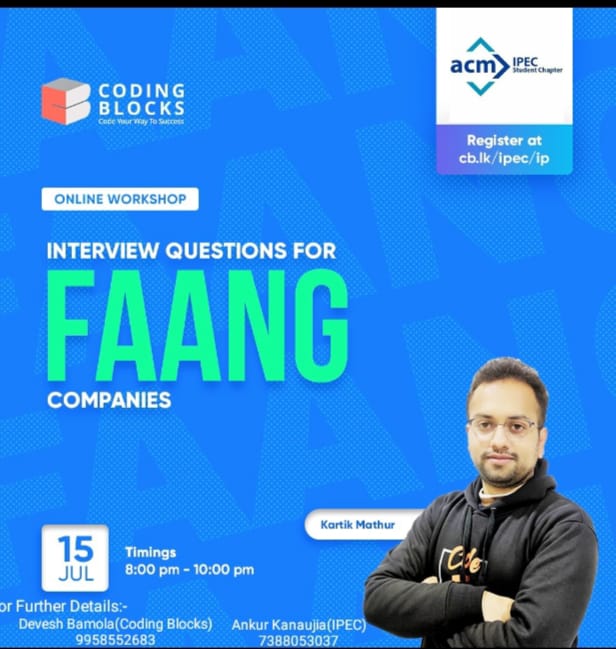 CODING
BLOCKS
Code Your Way To Success
acm IPEC
Student Chapter
Register at
cb.lk/ipec/ip
ONLINE WORKSHOP
INTERVIEW QUESTIONS FOR
FAANG
COMPANIES
Kartik Mathur
15
JUL
Timings
8:00 pm - 10:00 pm
or Further Details:-
Devesh Bamola(Coding Blocks)
9958552683
Ankur Kanaujia(IPEC)
7388053037